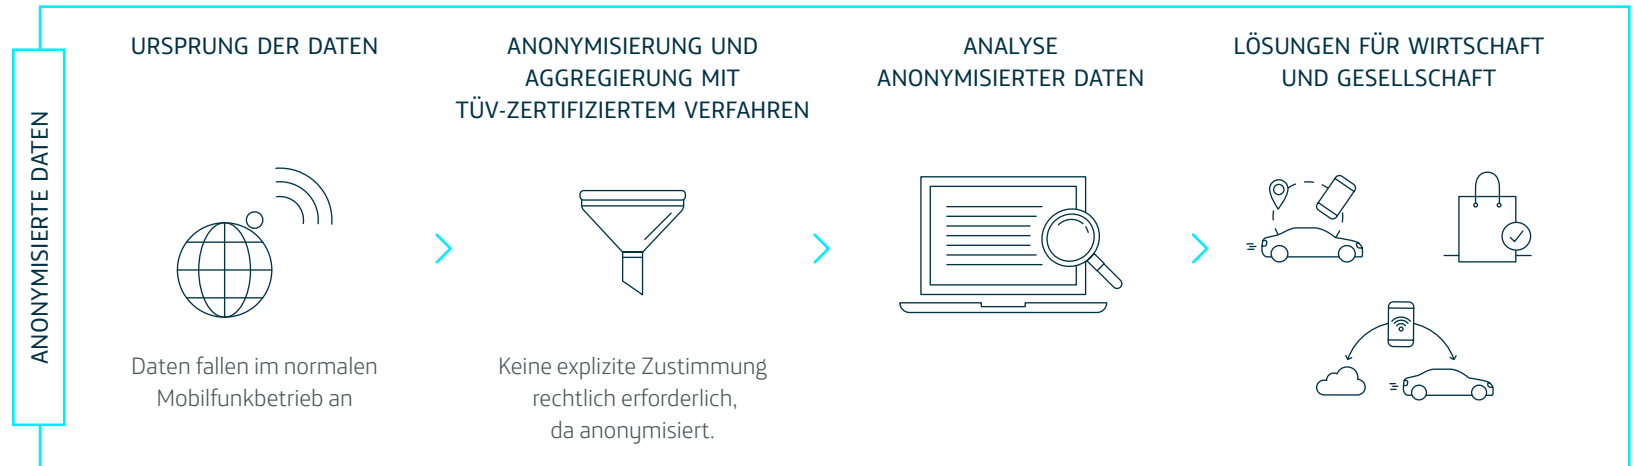 ANONYMISIERTE DATEN
URSPRUNG DER DATEN
Daten fallen im normalen
Mobilfunkbetrieb an
ANONYMISIERUNG UND
AGGREGIERUNG MIT
TÜV-ZERTIFIZIERTEM VERFAHREN
Keine explizite Zustimmung
rechtlich erforderlich,
da anonymisiert.
ANALYSE
ANONYMISIERTER DATEN
LÖSUNGEN FÜR WIRTSCHAFT
UND GESELLSCHAFT